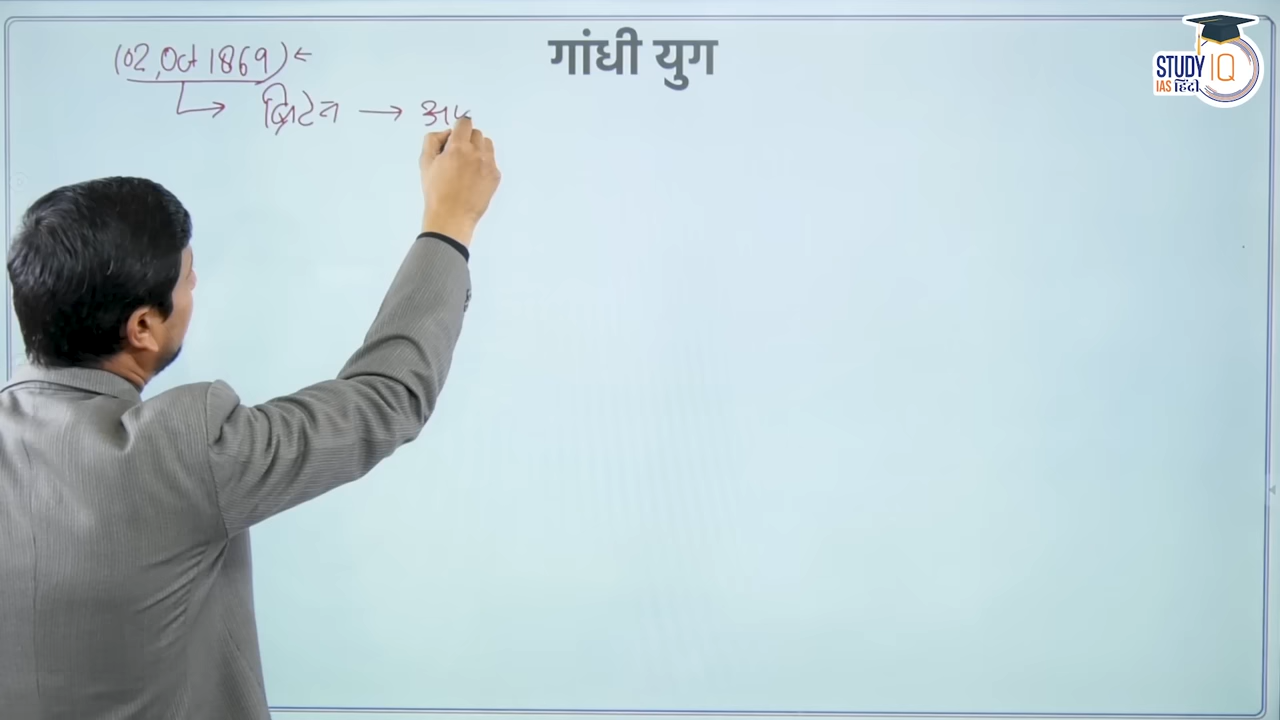 गांधी युग
STUDY IQ
IAS हिंदी
(02, Oct 1869) ←
↳ ब्रिटेन →